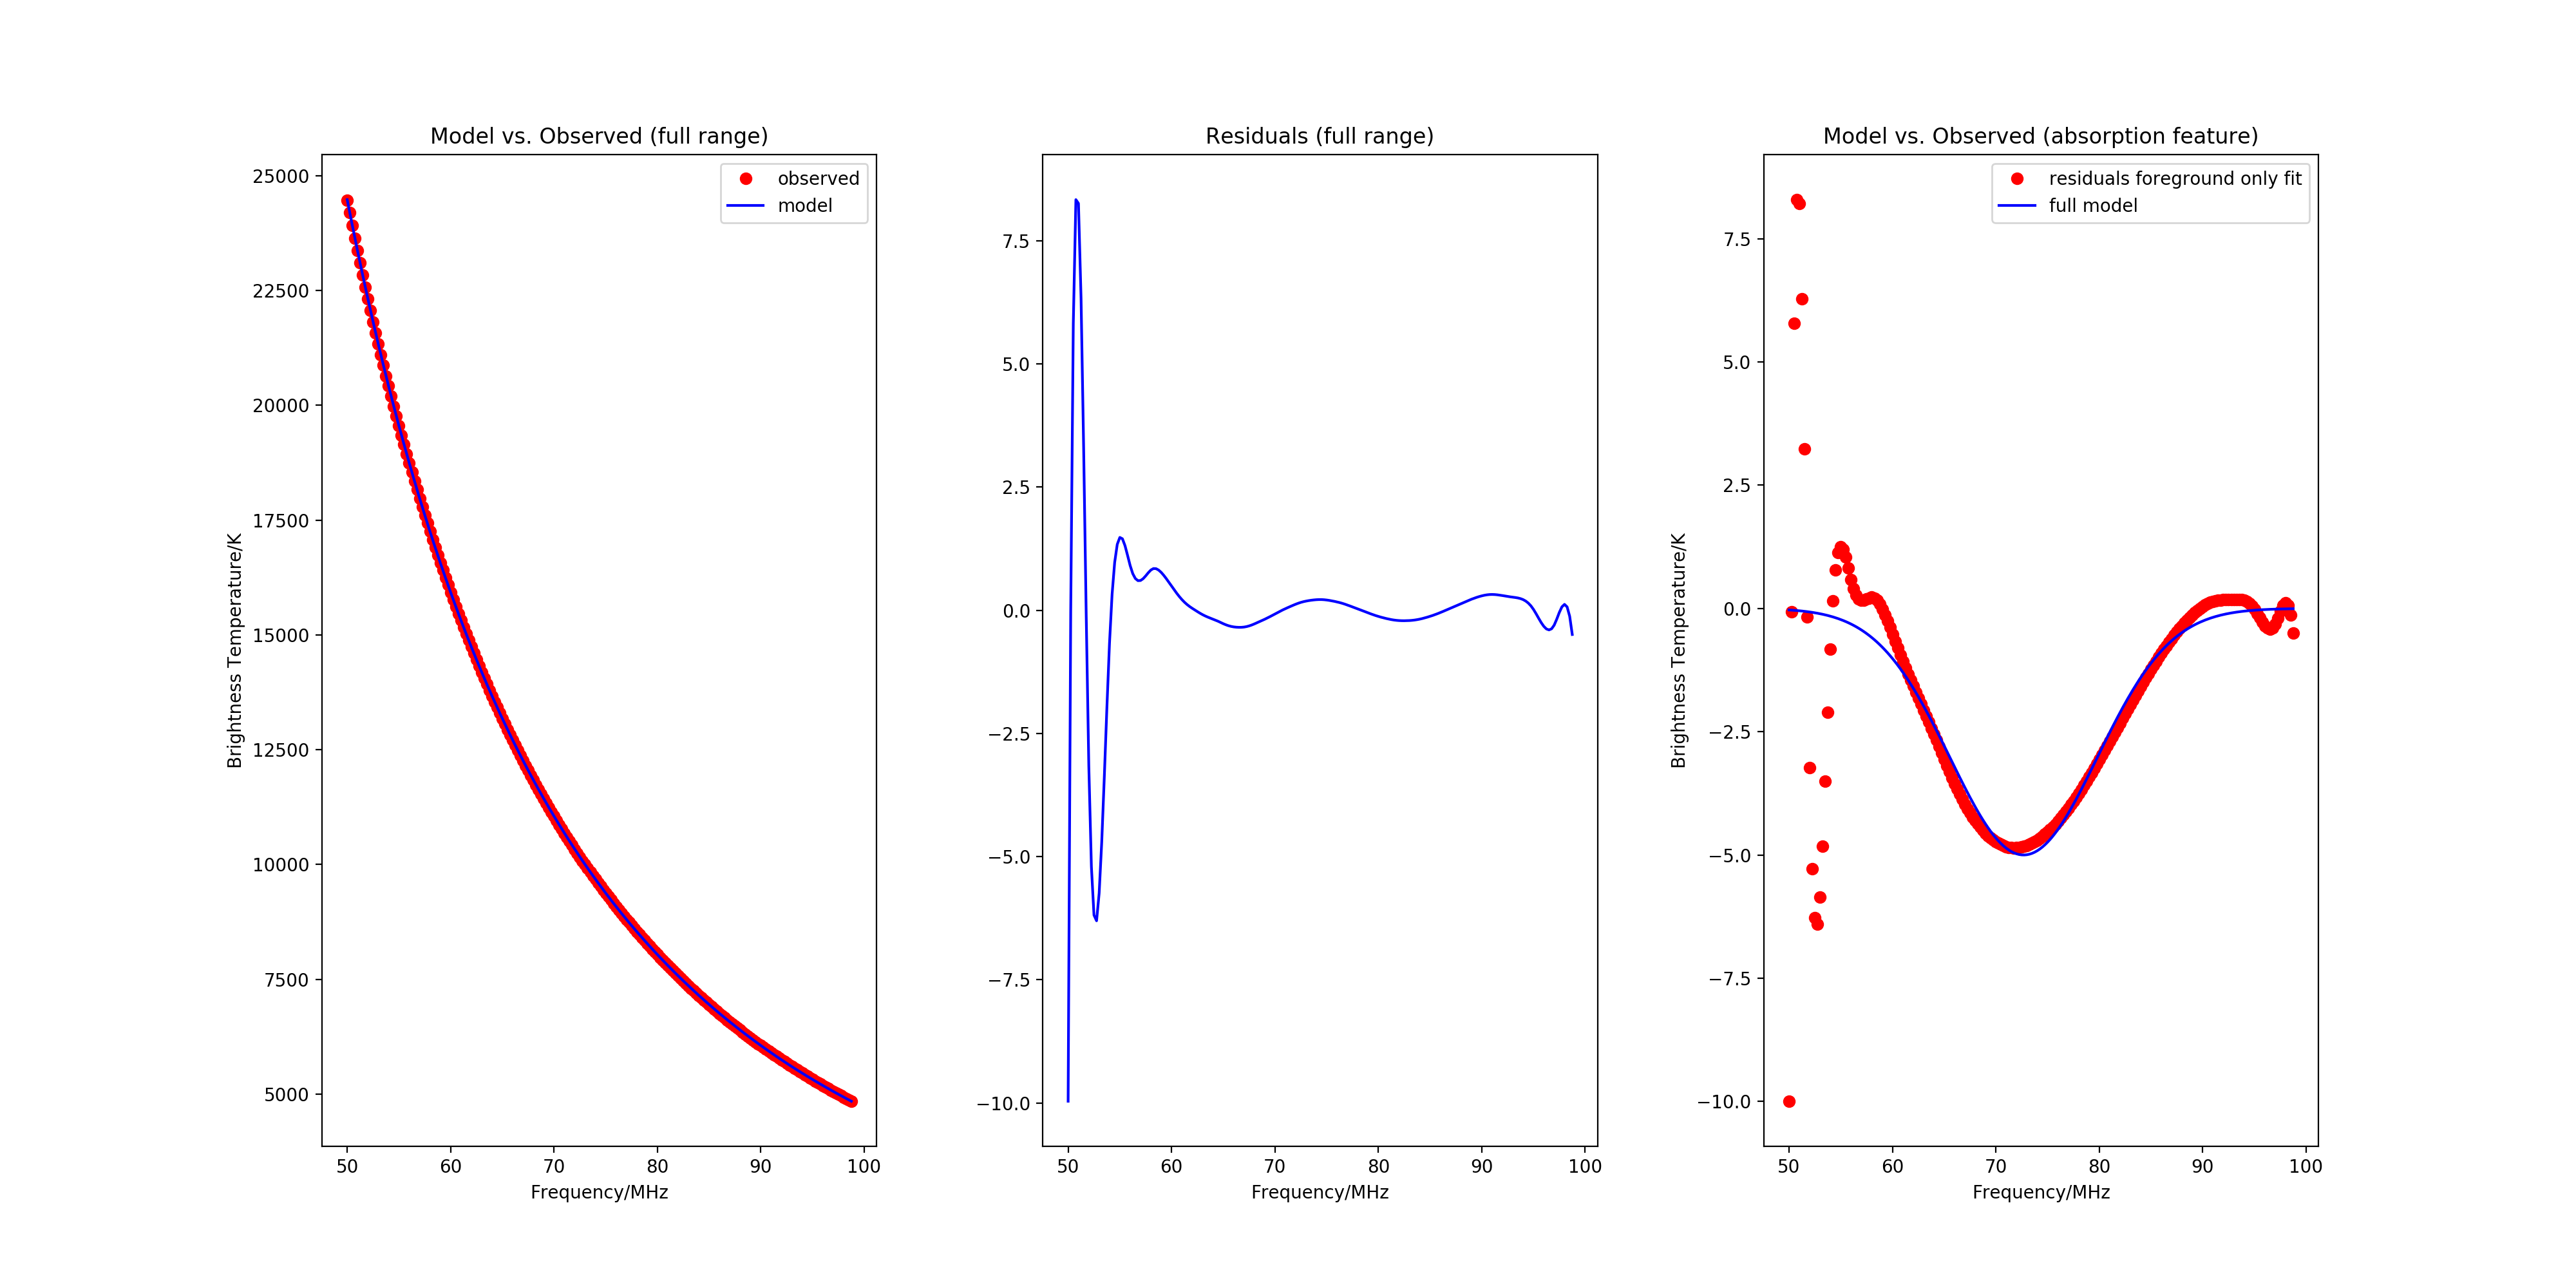 Model vs. Observed (full range)
observed
model
25000
22500
20000
17500
15000
12500
10000
7500
5000
Brightness Temperature/K
50 60 70 80 90 100
Frequency/MHz
Residuals (full range)
7.5
5.0
2.5
0.0
−2.5
−5.0
−7.5
−10.0
50 60 70 80 90 100
Frequency/MHz
Model vs. Observed (absorption feature)
residuals foreground only fit
full model
7.5
5.0
2.5
0.0
−2.5
−5.0
−7.5
−10.0
Brightness Temperature/K
50 60 70 80 90 100
Frequency/MHz